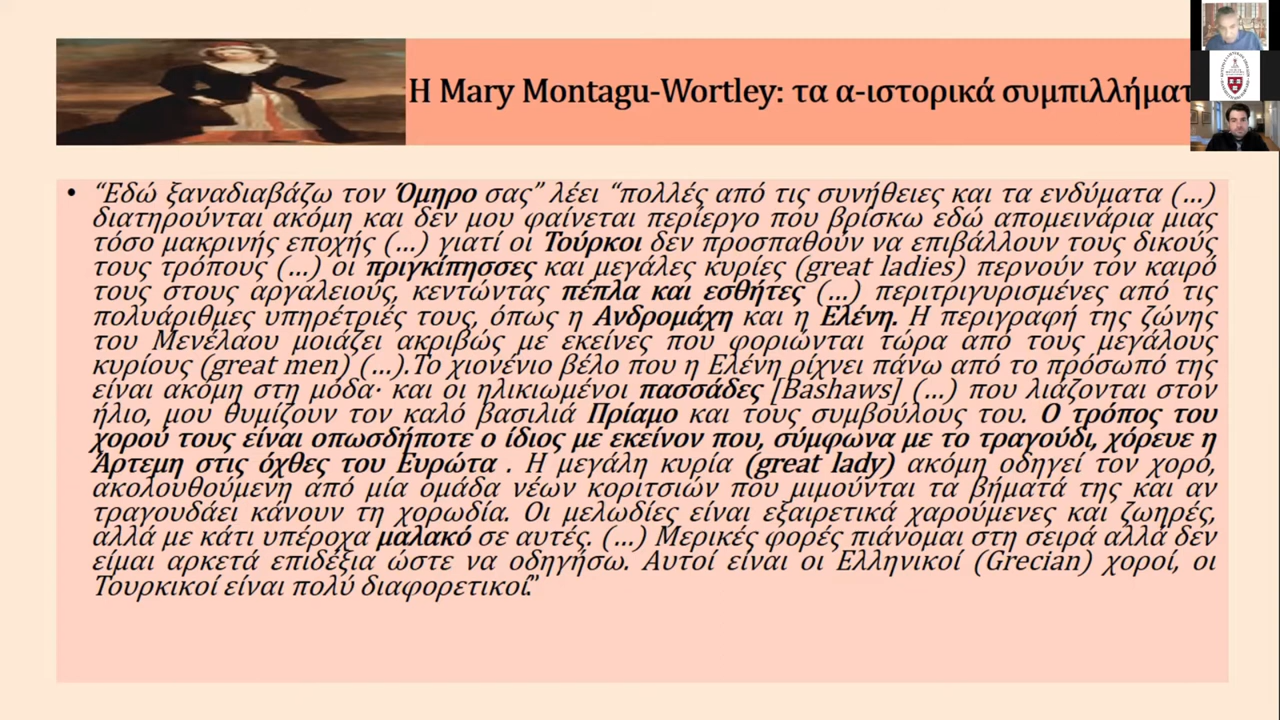 Η Mary Montagu-Wortley: τα α-ιστορικά συμπιλλήματ
• “Εδώ ξαναδιαβάζω τον Όμηρο σας” λέει “πολλές από τις συνήθειες και τα ενδύματα (…)
διατηρούνται ακόμη και δεν μου φαίνεται περίεργο που βρίσκω εδώ απομεινάρια μιας
τόσο μακρινής εποχής (…) γιατί οι Τούρκοι δεν προσπαθούν να επιβάλλουν τους δικούς
τους τρόπους (…) οι πριγκίπησσες και μεγάλες κυρίες (great ladies) περνούν τον καιρό
τους στους αργαλειούς, κεντώντας πέπλα και εσθήτες (…) περιτριγυρισμένες από τις
πολυάριθμες υπηρέτριές τους, όπως η Ανδρομάχη και η Ελένη. Η περιγραφή της ζώνης
του Μενέλαου μοιάζει ακριβώς με εκείνες που φοριώνται τώρα από τους μεγάλους
κυρίους (great men) (…).Το χιονένιο βέλο που η Ελένη ρίχνει πάνω από το πρόσωπό της
είναι ακόμη στη μόδα· και οι ηλικιωμένοι πασσάδες [Bashaws] (…) που λιάζονται στον
ήλιο, μου θυμίζουν τον καλό βασιλιά Πρίαμο και τους συμβούλους του. Ο τρόπος του
χορού τους είναι οπωσδήποτε ο ίδιος με εκείνον που, σύμφωνα με το τραγούδι, χόρευε η
Άρτεμη στις όχθες του Ευρώτα . Η μεγάλη κυρία (great lady) ακόμη οδηγεί τον χορό,
ακολουθούμενη από μία ομάδα νέων κοριτσιών που μιμούνται τα βήματά της και αν
τραγουδάει κάνουν τη χορωδία. Οι μελωδίες είναι εξαιρετικά χαρούμενες και ζωηρές,
αλλά με κάτι υπέροχα μαλακό σε αυτές. (…) Μερικές φορές πιάνομαι στη σειρά αλλά δεν
είμαι αρκετά επιδέξια ώστε να οδηγήσω. Αυτοί είναι οι Ελληνικοί (Grecian) χοροί, οι
Τουρκικοί είναι πολύ διαφορετικοί.”